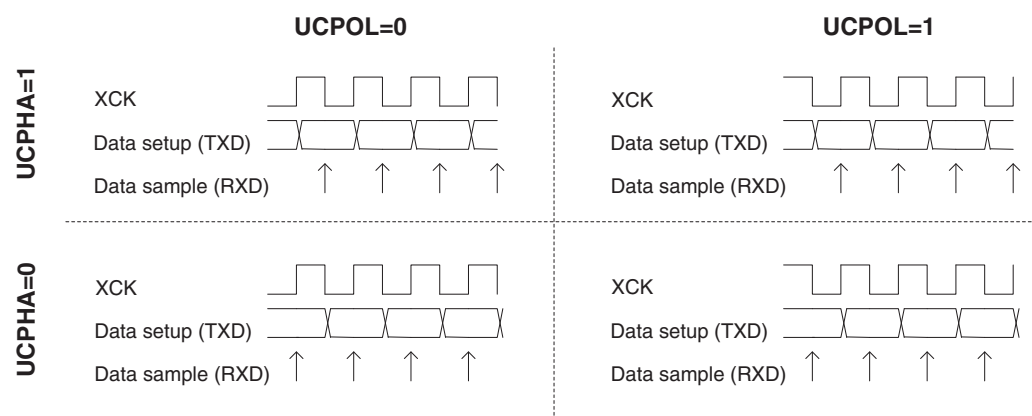 UCPOL=0
UCPOL=1
UCPHA=1
XCK
Data setup (TXD)
Data sample (RXD)
XCK
Data setup (TXD)
Data sample (RXD)
UCPHA=0
XCK
Data setup (TXD)
Data sample (RXD)
XCK
Data setup (TXD)
Data sample (RXD)